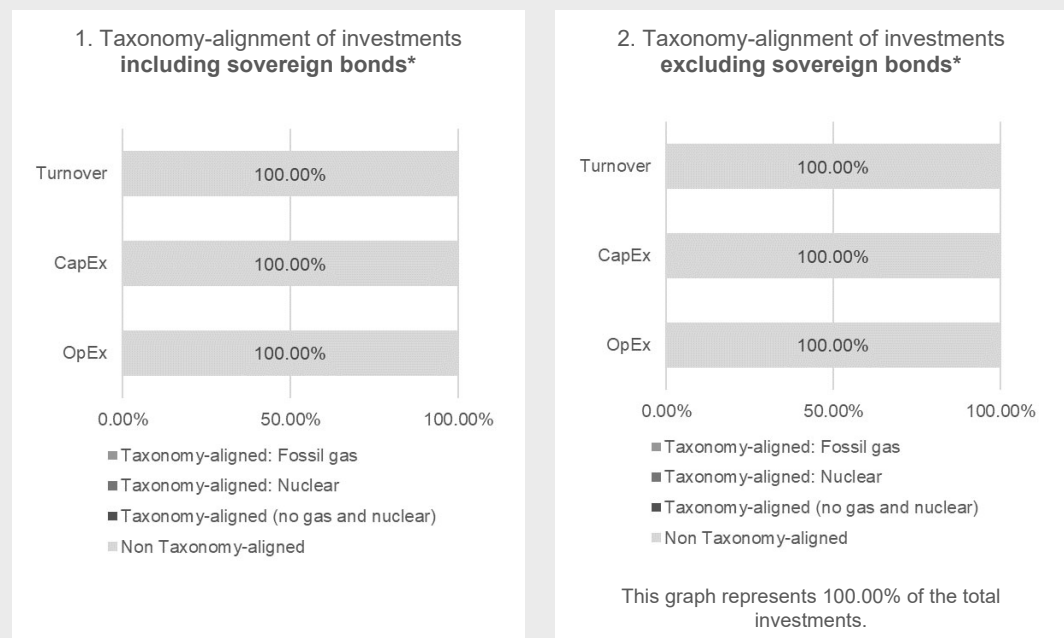 1. Taxonomy-alignment of investments
including sovereign bonds*
Turnover
100.00%
CapEx
100.00%
OpEx
100.00%
0.00% 50.00% 100.00%
Taxonomy-aligned: Fossil gas
Taxonomy-aligned: Nuclear
Taxonomy-aligned (no gas and nuclear)
Non Taxonomy-aligned
2. Taxonomy-alignment of investments
excluding sovereign bonds*
Turnover
100.00%
CapEx
100.00%
OpEx
100.00%
0.00% 50.00% 100.00%
Taxonomy-aligned: Fossil gas
Taxonomy-aligned: Nuclear
Taxonomy-aligned (no gas and nuclear)
Non Taxonomy-aligned
This graph represents 100.00% of the total
investments.